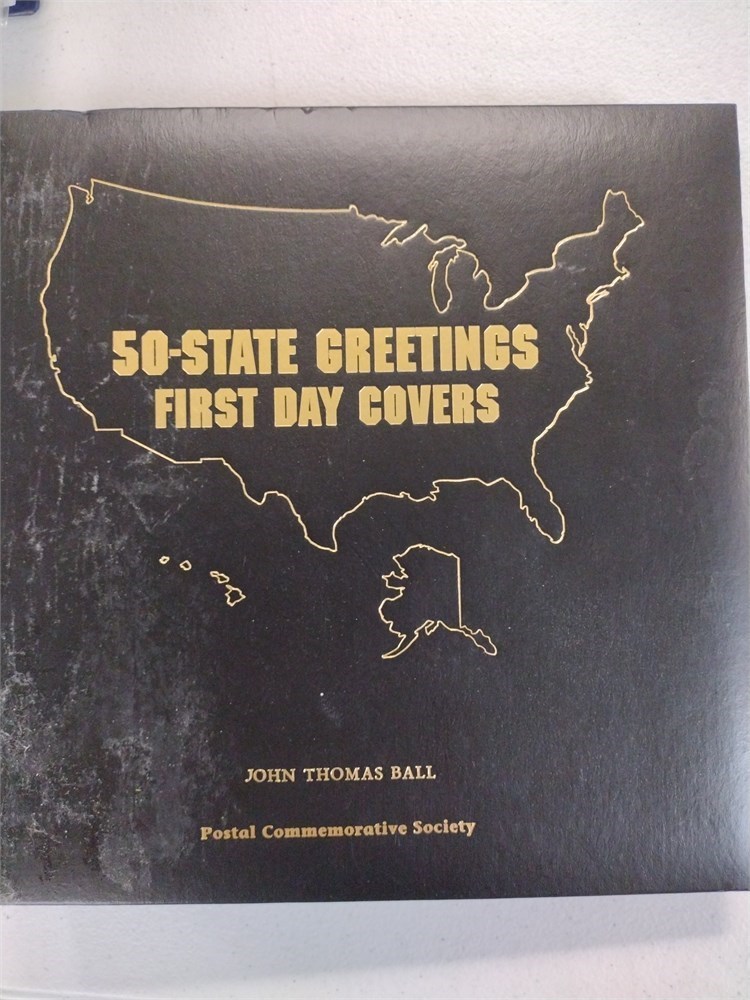 50-STATE GREETINGS
FIRST DAY COVERS
JOHN THOMAS BALL
Postal Commemorative Society